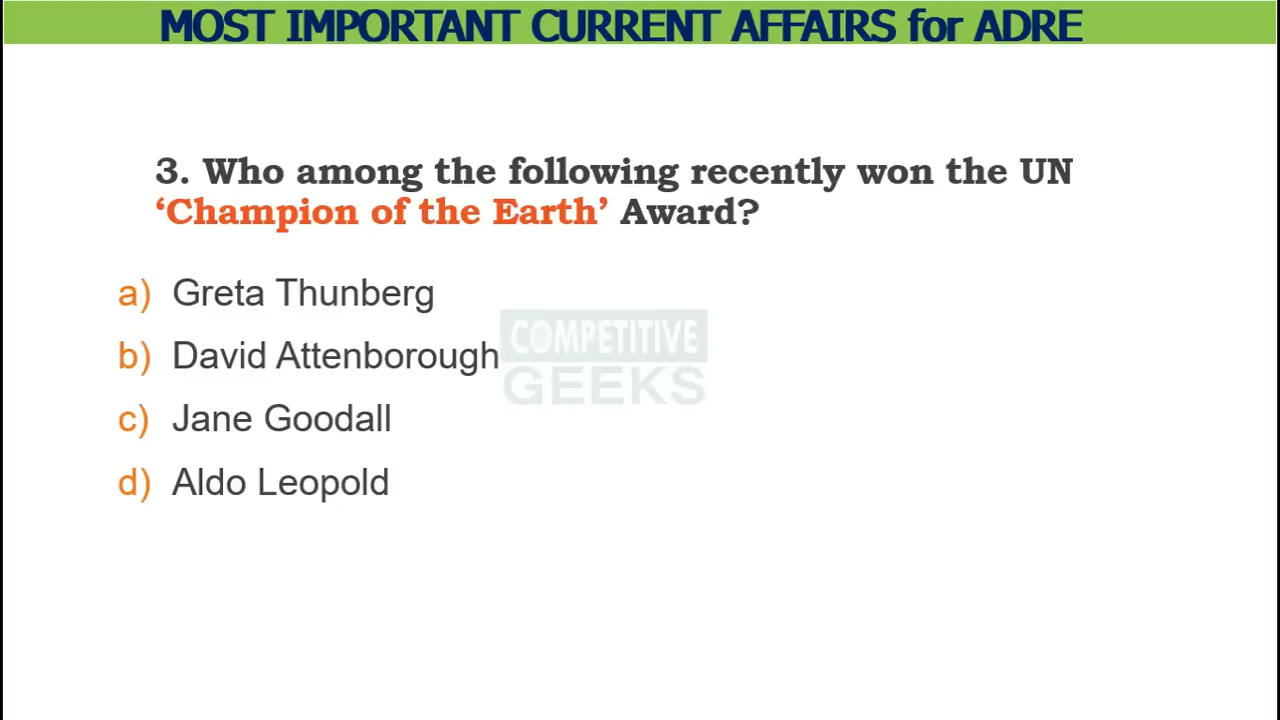 MOST IMPORTANT CURRENT AFFAIRS for ADRE
3. Who among the following recently won the UN
‘Champion of the Earth’ Award?
a) Greta Thunberg
b) David Attenborough
c) Jane Goodall
d) Aldo Leopold
COMPETITIVE
GEEKS